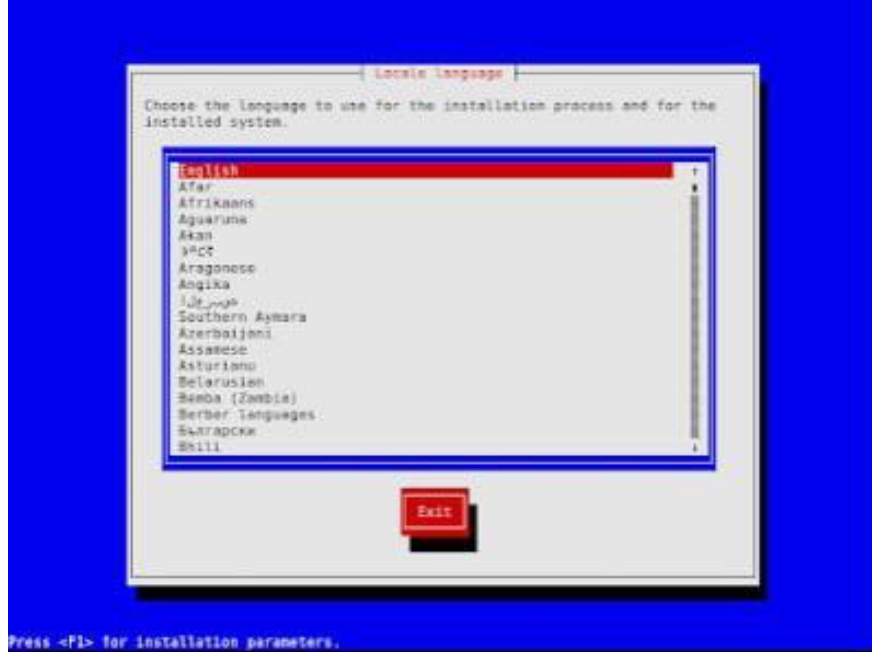 Locale language
Choose the language to use for the installation process and for the
installed system.
English
Afar
Afrikaans
Aguaruna
Akan
አማርኛ
Aragonese
Angika
Southern Aymara
Azerbaijani
Assamese
Asturianu
Belarusian
Bemba (Zambia)
Berber languages
Български
Bhili
Exit
Press <F1> for installation parameters.